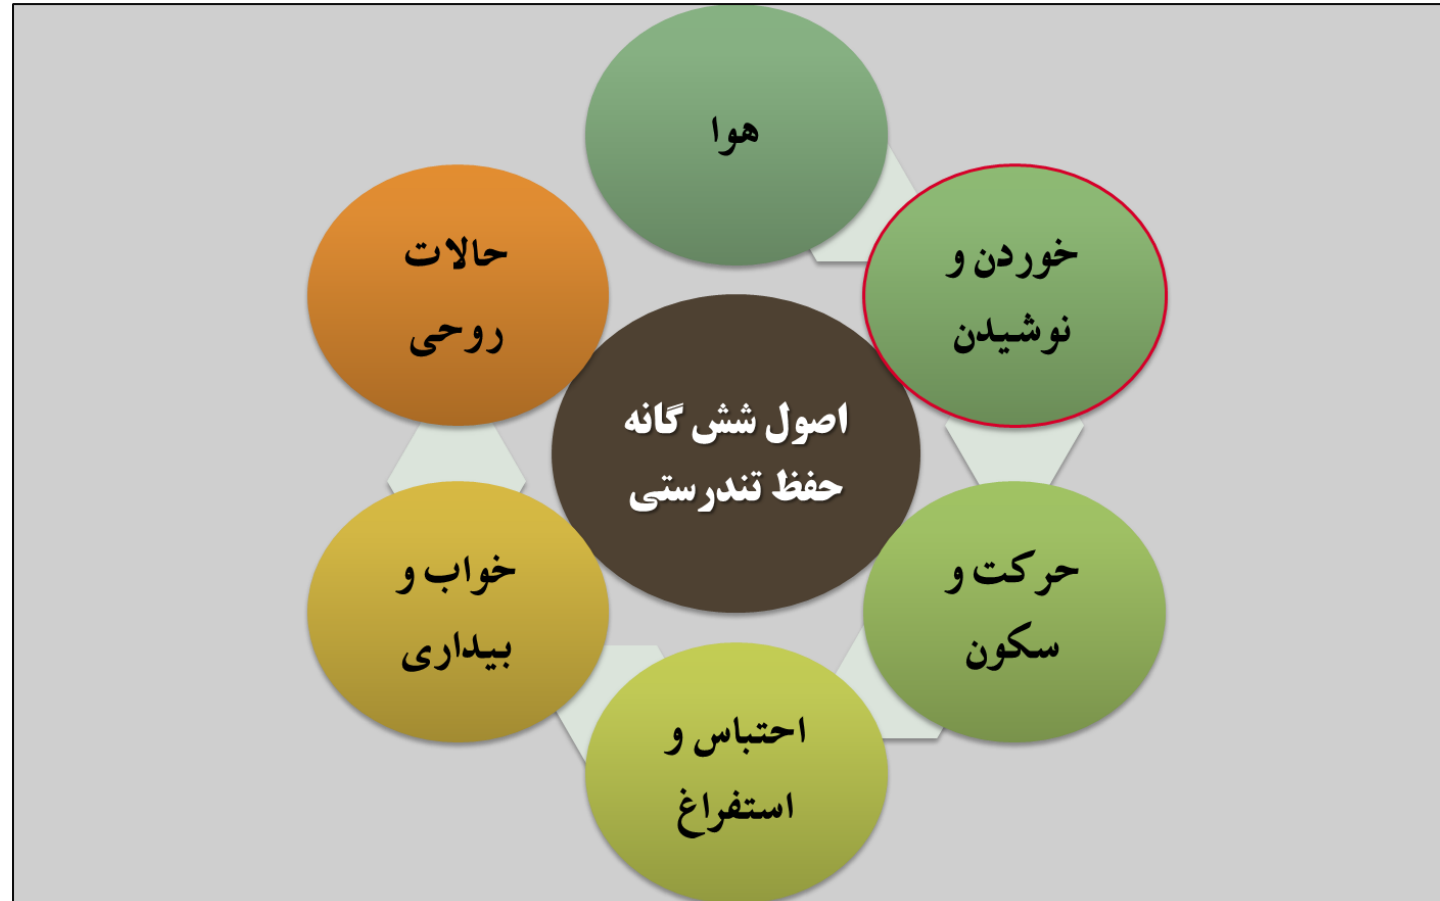 هوا
خوردن و
نوشیدن
حرکت و
سکون
احتباس و
استفراغ
خواب و
بیداری
حالات
روحی
اصول شش گانه
حفظ تندرستی